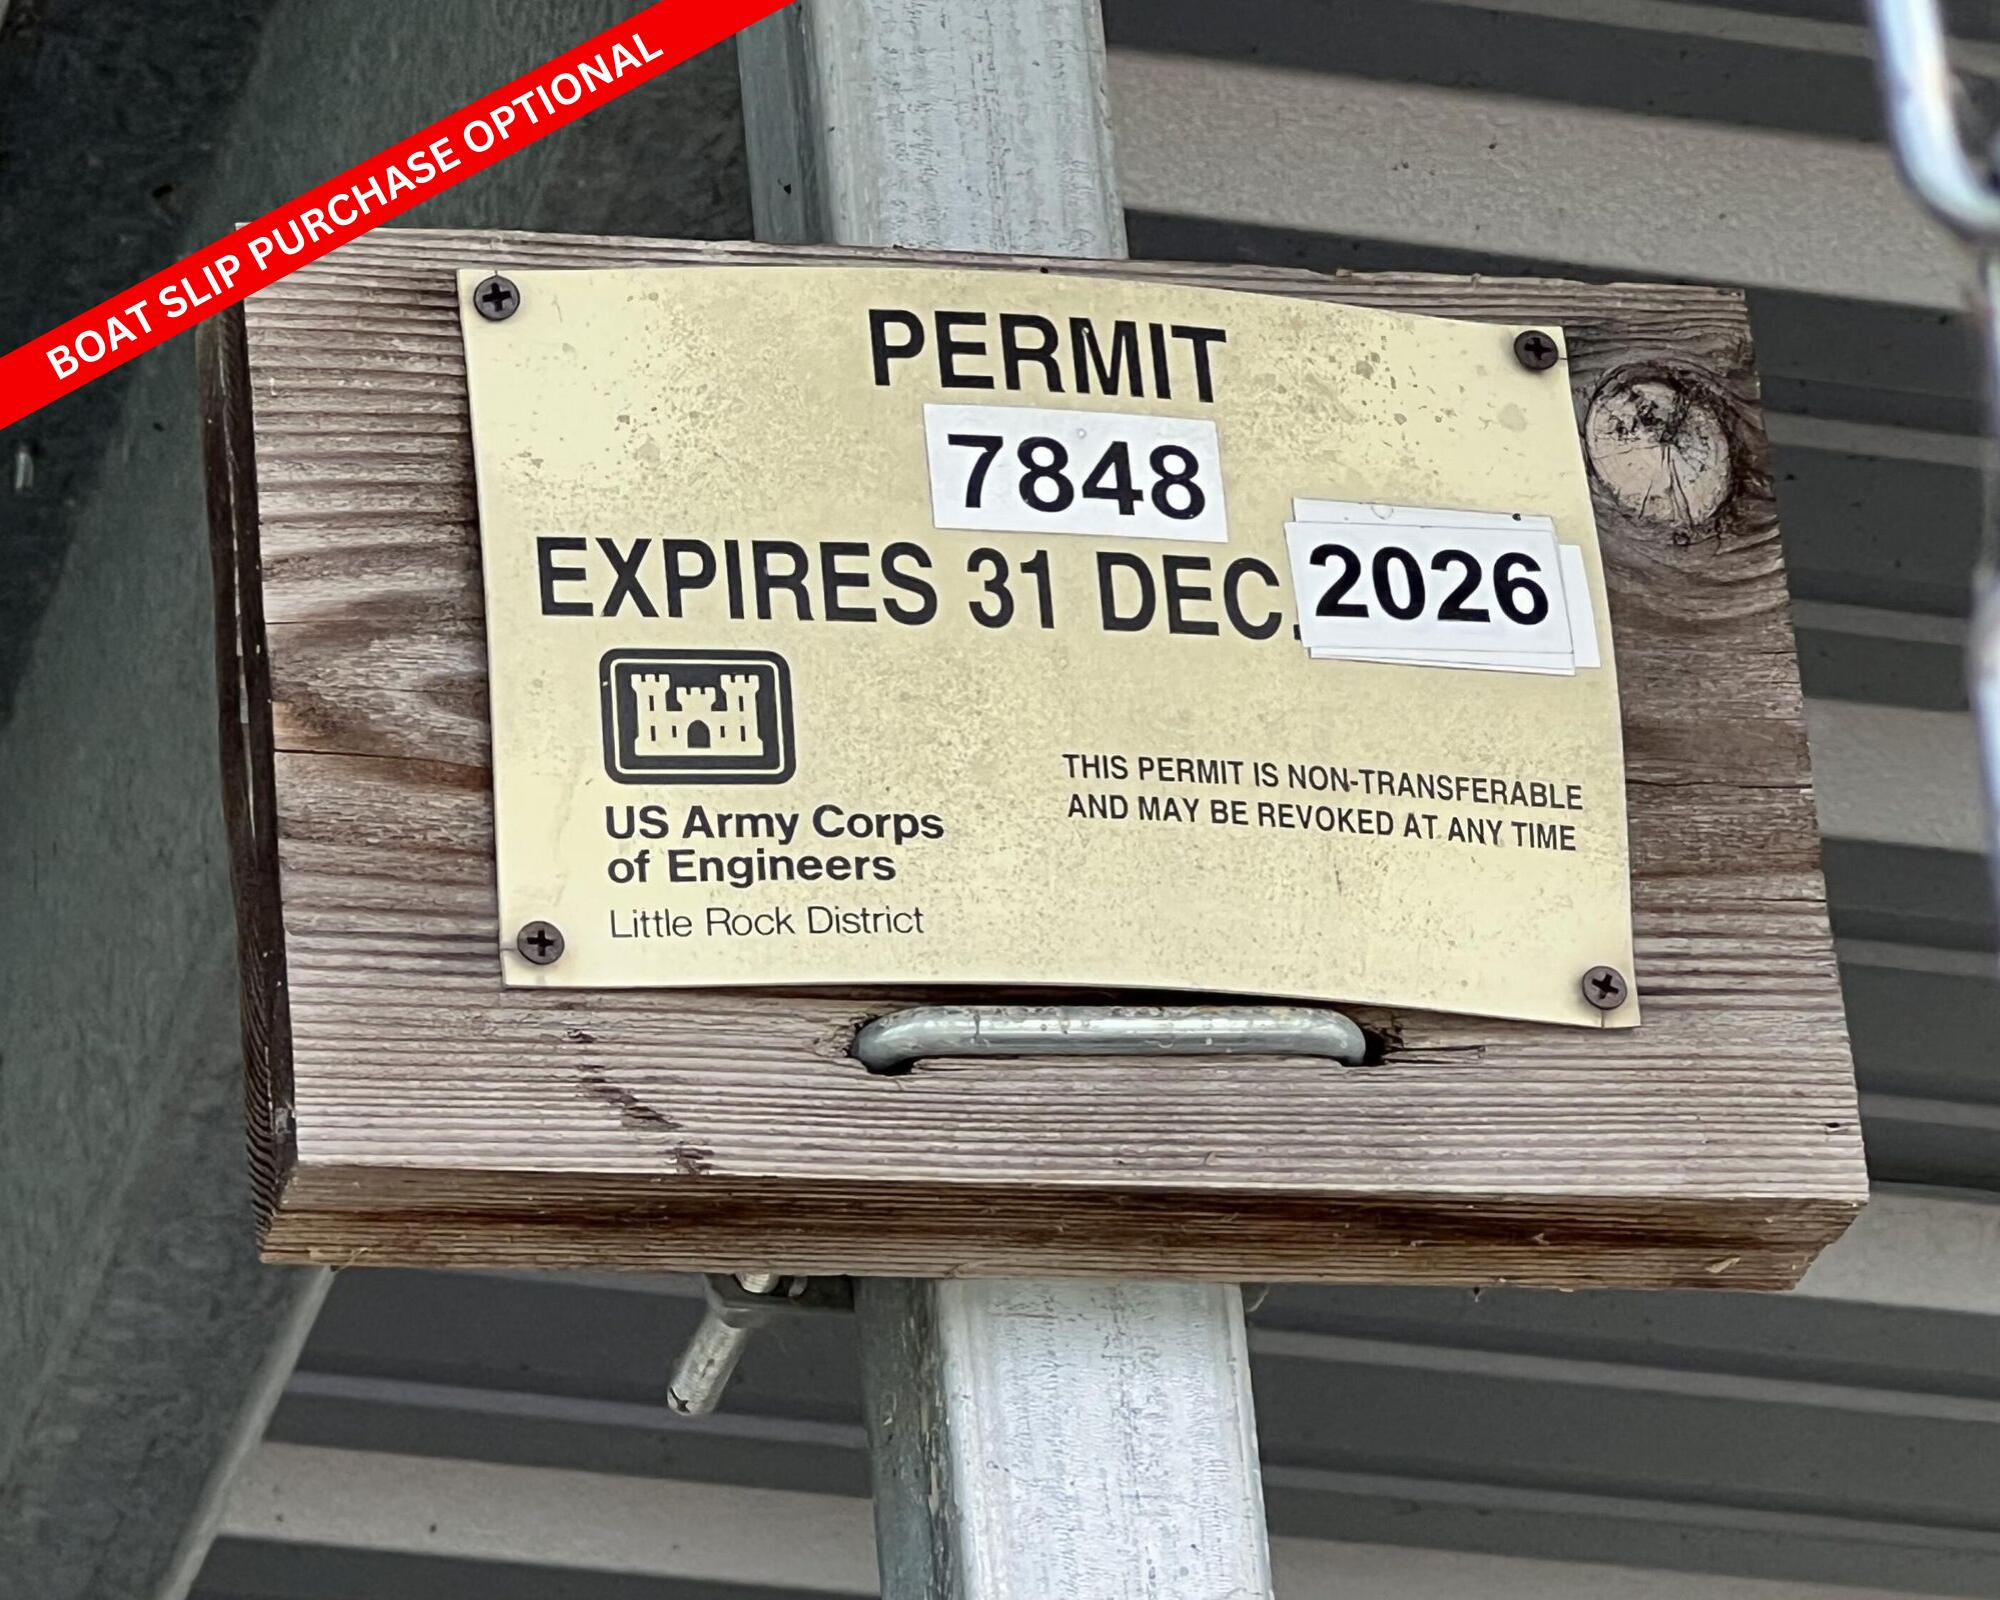 BOAT SLIP PURCHASE OPTIONAL
PERMIT
7848
EXPIRES 31 DEC. 2026
US Army Corps
of Engineers
Little Rock District
THIS PERMIT IS NON-TRANSFERABLE
AND MAY BE REVOKED AT ANY TIME